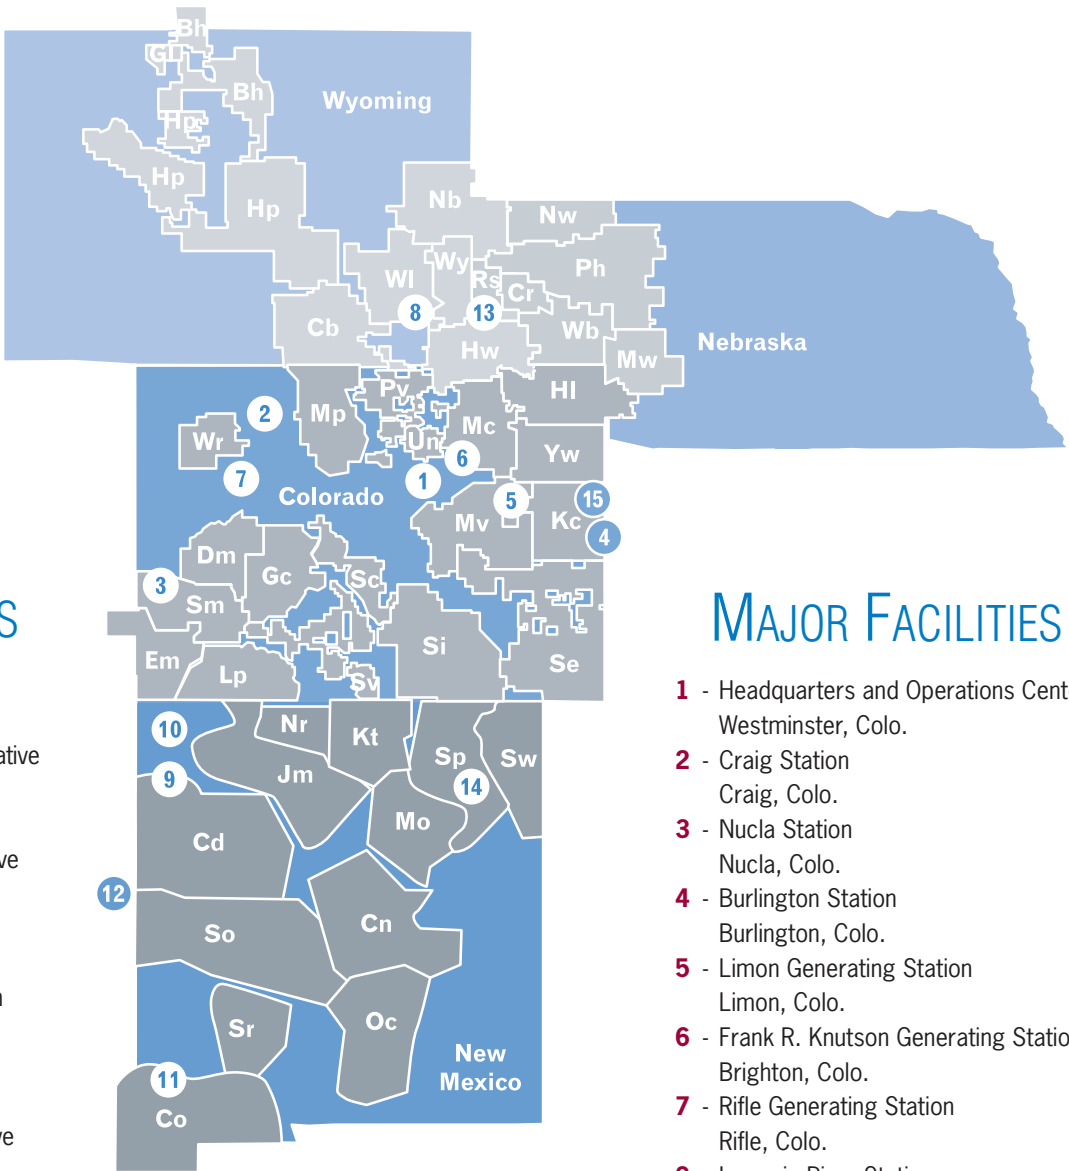 Bh
Gl
Bh
Wyoming
Hp
Hp
Hp
Nb
Nw
Wy
Wl
Rs
Ph
Cr
8
13
Cb
Wb
Hw
Mw
Nebraska
Pv
Hl
2
Mp
Mc
Wr
Un
6
Yw
7
1
Colorado
5
15
Mv
Kc
4
Dm
Gc
Sc
3
Sm
Si
Em
Lp
Sv
Se
10
Nr
Kt
Sp
Sw
9
Jm
14
Mo
Cd
12
So
Cn
Sr
Oc
New
Mexico
11
Co
S
ative
ve
n
ve
MAJOR FACILITIES
1 - Headquarters and Operations Cent
Westminster, Colo.
2 - Craig Station
Craig, Colo.
3 - Nucla Station
Nucla, Colo.
4 - Burlington Station
Burlington, Colo.
5 - Limon Generating Station
Limon, Colo.
6 - Frank R. Knutson Generating Statio
Brighton, Colo.
7 - Rifle Generating Station
Rifle, Colo.